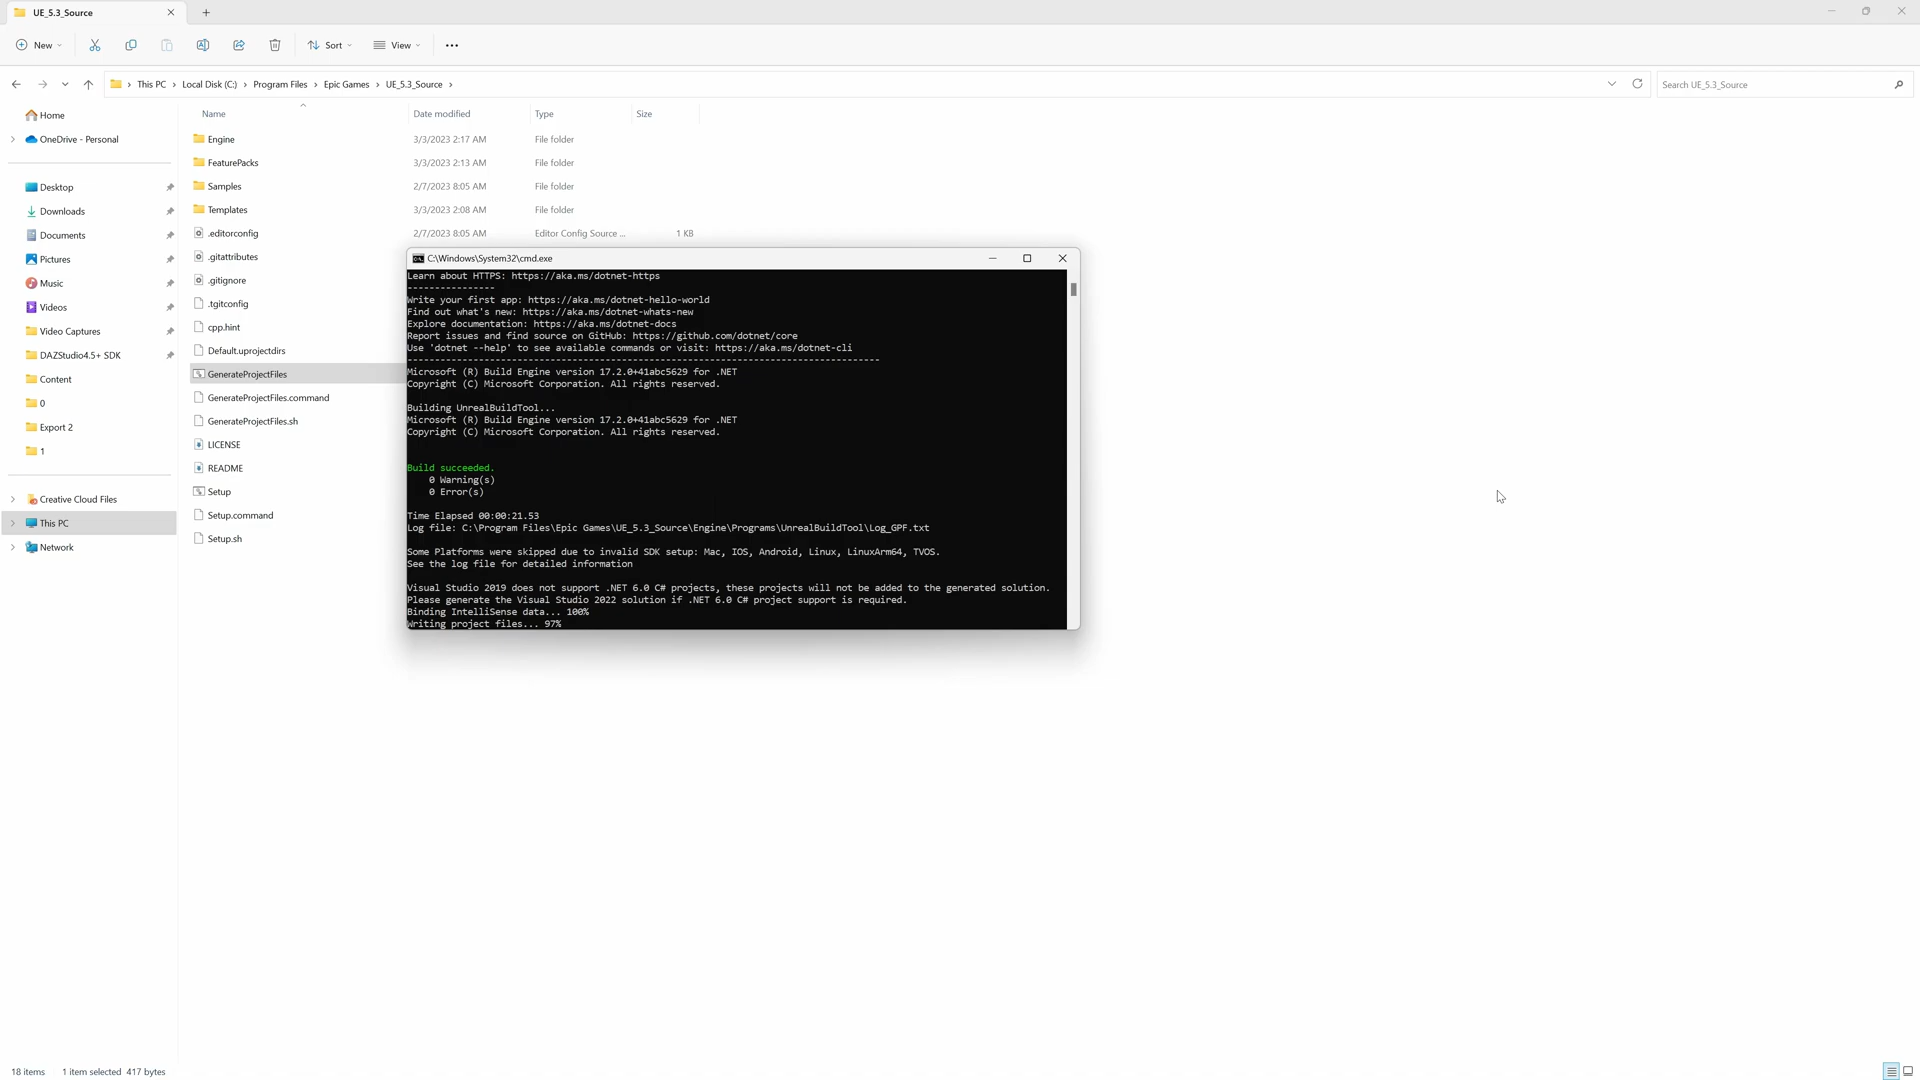 UE_5.3_Source
New
Sort
View
This PC
Local Disk (C:)
Program Files
Epic Games
UE_5.3_Source
Search UE_5.3_Source
Home
OneDrive - Personal
Desktop
Downloads
Documents
Pictures
Music
Videos
Video Captures
DAZStudio4.5+ SDK
Content
0
Export 2
1
Creative Cloud Files
This PC
Network
Name Date modified Type Size
Engine 3/3/2023 2:17 AM File folder
FeaturePacks 3/3/2023 2:13 AM File folder
Samples 2/7/2023 8:05 AM File folder
Templates 3/3/2023 2:08 AM File folder
.editorconfig 2/7/2023 8:05 AM Editor Config Source ... 1 KB
.gitattributes
.gitignore
.tgitconfig
cpp.hint
Default.uprojectdirs
GenerateProjectFiles
GenerateProjectFiles.command
GenerateProjectFiles.sh
LICENSE
README
Setup
Setup.command
Setup.sh
C:\Windows\System32\cmd.exe
Learn about HTTPS: https://aka.ms/dotnet-https
----------------
Write your first app: https://aka.ms/dotnet-hello-world
Find out what's new: https://aka.ms/dotnet-whats-new
Explore documentation: https://aka.ms/dotnet-docs
Report issues and find source on GitHub: https://github.com/dotnet/core
Use 'dotnet --help' to see available commands or visit: https://aka.ms/dotnet-cli
--------------------------------------------------------------------------------------
Microsoft (R) Build Engine version 17.2.0+41abc5629 for .NET
Copyright (C) Microsoft Corporation. All rights reserved.
Building UnrealBuildTool...
Microsoft (R) Build Engine version 17.2.0+41abc5629 for .NET
Copyright (C) Microsoft Corporation. All rights reserved.
Build succeeded.
0 Warning(s)
0 Error(s)
Time Elapsed 00:00:21.53
Log file: C:\Program Files\Epic Games\UE_5.3_Source\Engine\Programs\UnrealBuildTool\Log_GPF.txt
Some Platforms were skipped due to invalid SDK setup: Mac, IOS, Android, Linux, LinuxArm64, TVOS.
See the log file for detailed information
Visual Studio 2019 does not support .NET 6.0 C# projects, these projects will not be added to the generated solution.
Please generate the Visual Studio 2022 solution if .NET 6.0 C# project support is required.
Binding IntelliSense data... 100%
Writing project files... 97%
18 items 1 item selected 417 bytes